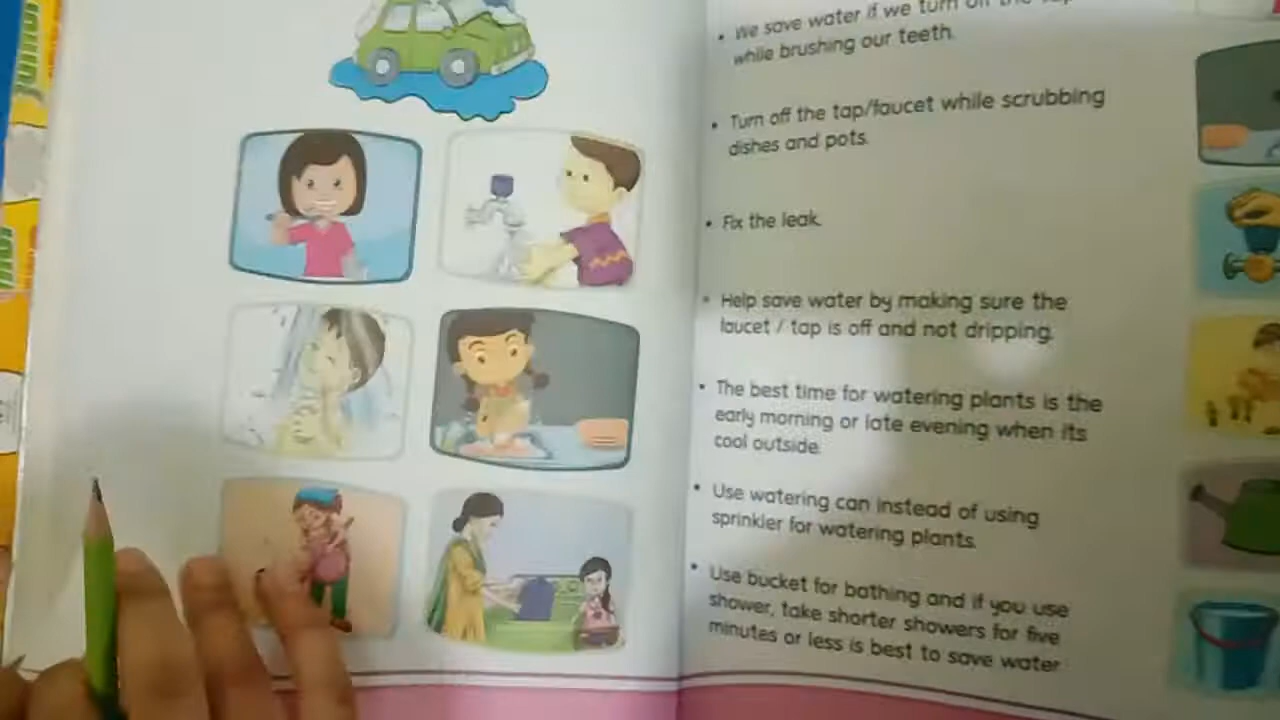 • We save water if we turn off the
while brushing our teeth.
• Turn off the tap/faucet while scrubbing
dishes and pots.
• Fix the leak.
• Help save water by making sure the
faucet / tap is off and not dripping.
• The best time for watering plants is the
early morning or late evening when its
cool outside.
• Use watering can instead of using
sprinkler for watering plants.
• Use bucket for bathing and if you use
shower, take shorter showers for five
minutes or less is best to save water